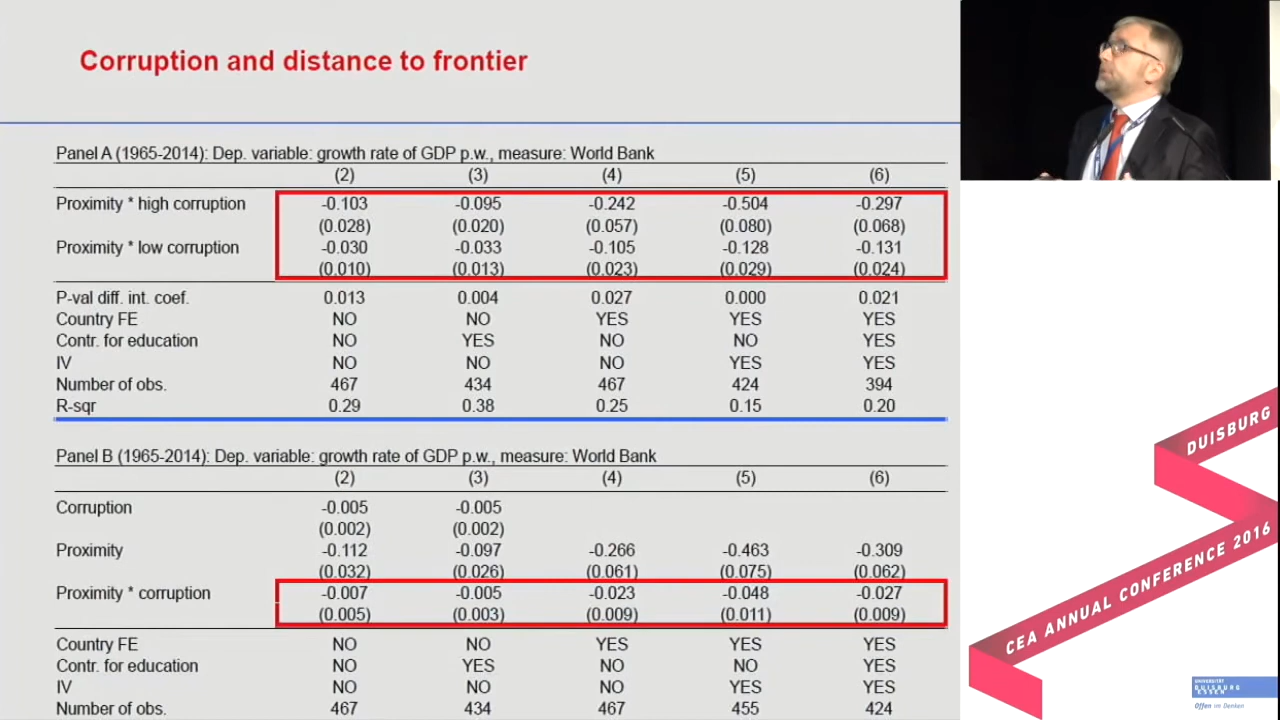 Corruption and distance to frontier
Panel A (1965-2014): Dep. variable: growth rate of GDP p.w., measure: World Bank
(2) (3) (4) (5) (6)
Proximity * high corruption -0.103 -0.095 -0.242 -0.504 -0.297
(0.028) (0.020) (0.057) (0.080) (0.068)
Proximity * low corruption -0.030 -0.033 -0.105 -0.128 -0.131
(0.010) (0.013) (0.023) (0.029) (0.024)
P-val diff. int. coef. 0.013 0.004 0.027 0.000 0.021
Country FE NO NO YES YES YES
Contr. for education NO YES NO NO YES
IV NO NO NO YES YES
Number of obs. 467 434 467 424 394
R-sqr 0.29 0.38 0.25 0.15 0.20
Panel B (1965-2014): Dep. variable: growth rate of GDP p.w., measure: World Bank
(2) (3) (4) (5) (6)
Corruption -0.005 -0.005
(0.002) (0.002)
Proximity -0.112 -0.097 -0.266 -0.463 -0.309
(0.032) (0.026) (0.061) (0.075) (0.062)
Proximity * corruption -0.007 -0.005 -0.023 -0.048 -0.027
(0.005) (0.003) (0.009) (0.011) (0.009)
Country FE NO NO YES YES YES
Contr. for education NO YES NO NO YES
IV NO NO NO YES YES
Number of obs. 467 434 467 455 424
DUISBURG
CEA ANNUAL CONFERENCE 2016
UNIVERSITÄT
DUISBURG
ESSEN
Offen im Denken